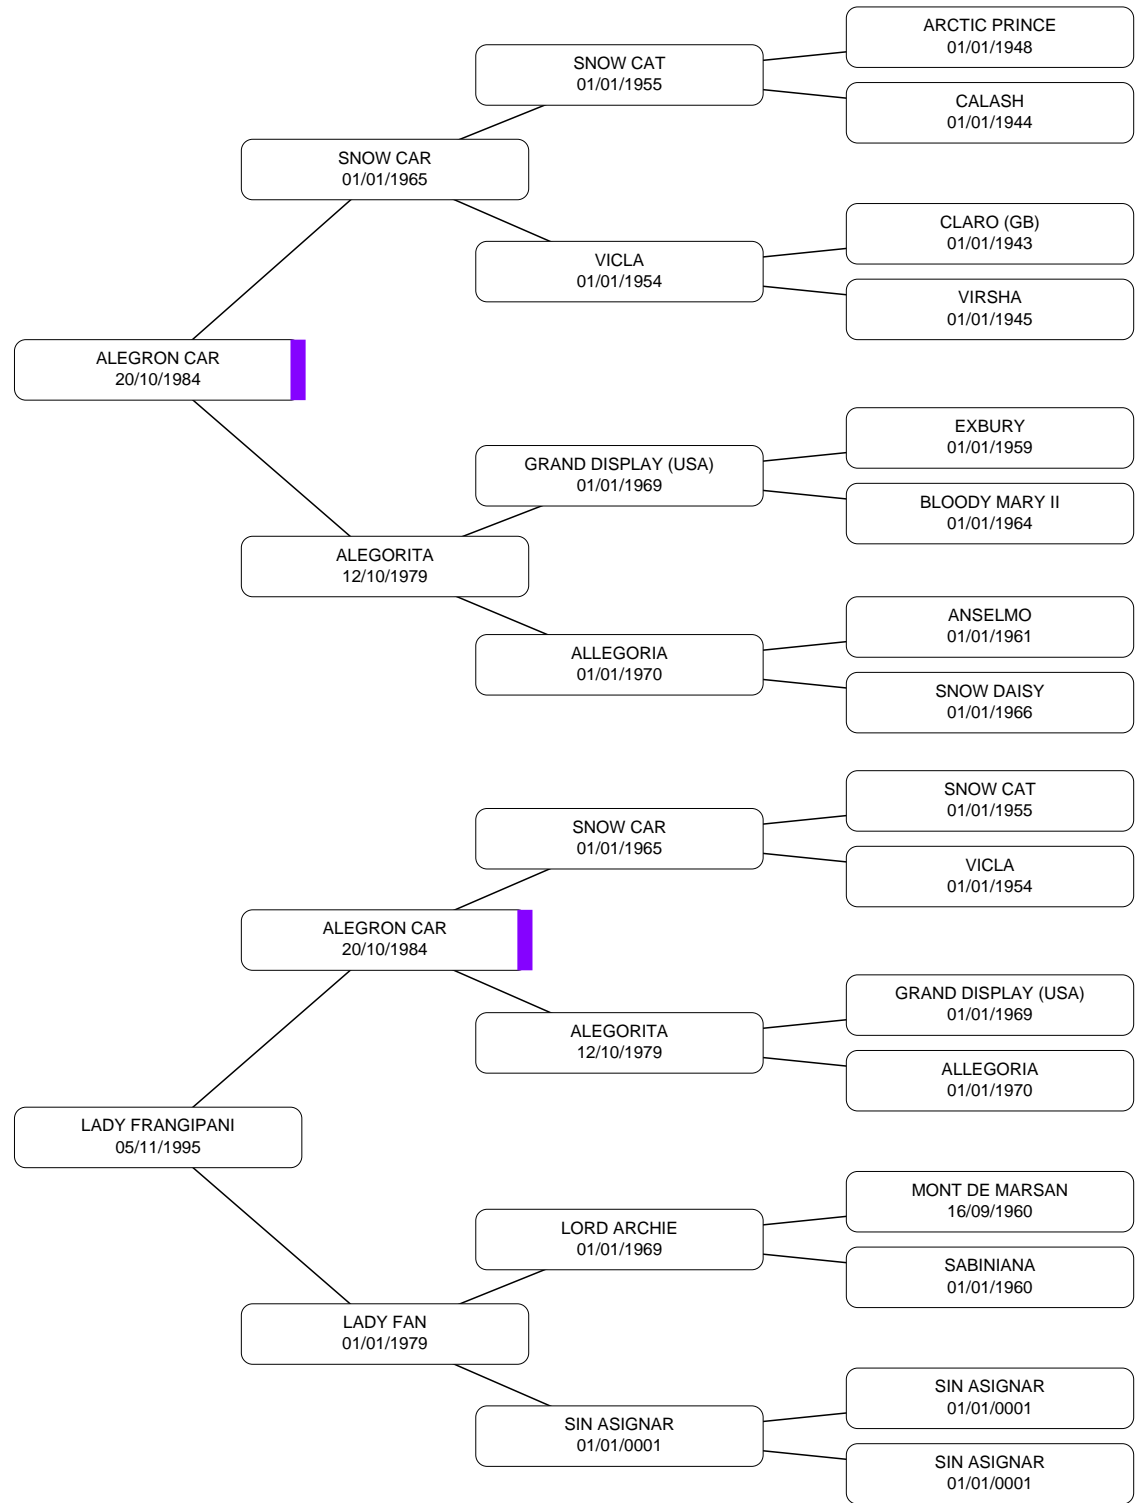 ARCTIC PRINCE
01/01/1948
SNOW CAT
01/01/1955
CALASH
01/01/1944
SNOW CAR
01/01/1965
CLARO (GB)
01/01/1943
VICLA
01/01/1954
VIRSHA
01/01/1945
ALEGRON CAR
20/10/1984
EXBURY
01/01/1959
GRAND DISPLAY (USA)
01/01/1969
BLOODY MARY II
01/01/1964
ALEGORITA
12/10/1979
ANSELMO
01/01/1961
ALLEGORIA
01/01/1970
SNOW DAISY
01/01/1966
SNOW CAT
01/01/1955
SNOW CAR
01/01/1965
VICLA
01/01/1954
ALEGRON CAR
20/10/1984
GRAND DISPLAY (USA)
01/01/1969
ALEGORITA
12/10/1979
ALLEGORIA
01/01/1970
LADY FRANGIPANI
05/11/1995
MONT DE MARSAN
16/09/1960
LORD ARCHIE
01/01/1969
SABINIANA
01/01/1960
LADY FAN
01/01/1979
SIN ASIGNAR
01/01/0001
SIN ASIGNAR
01/01/0001
SIN ASIGNAR
01/01/0001